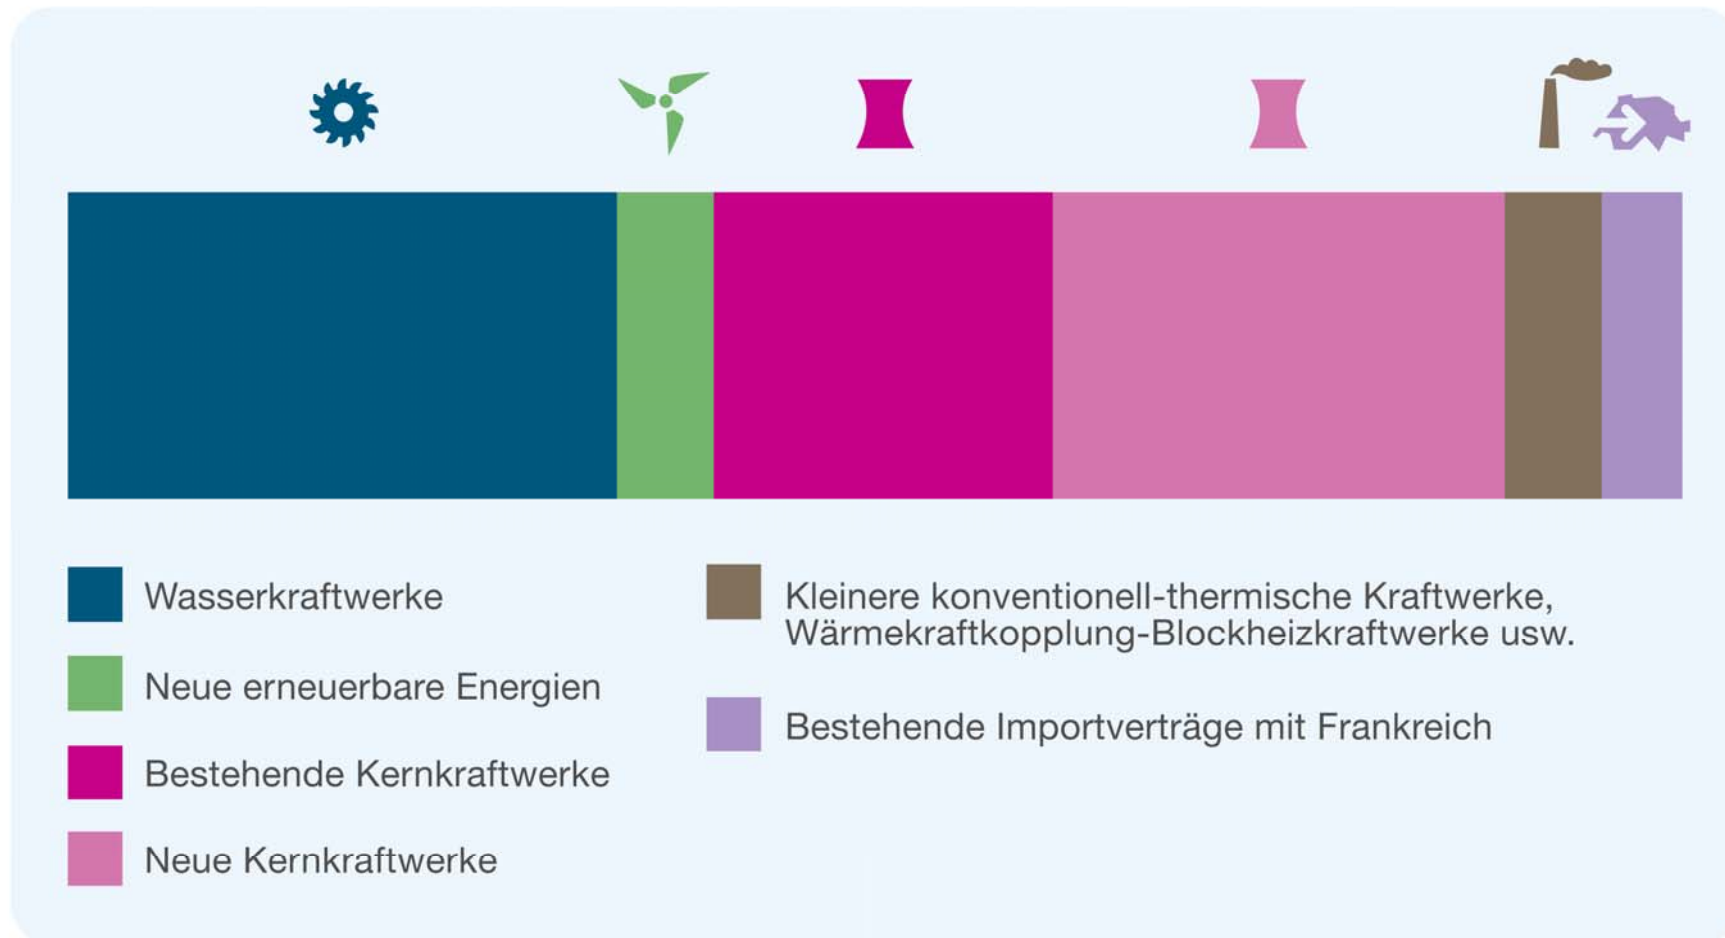 Wasserkraftwerke
Neue erneuerbare Energien
Bestehende Kernkraftwerke
Neue Kernkraftwerke
Kleinere konventionell-thermische Kraftwerke,
Wärmekraftkopplung-Blockheizkraftwerke usw.
Bestehende Importverträge mit Frankreich